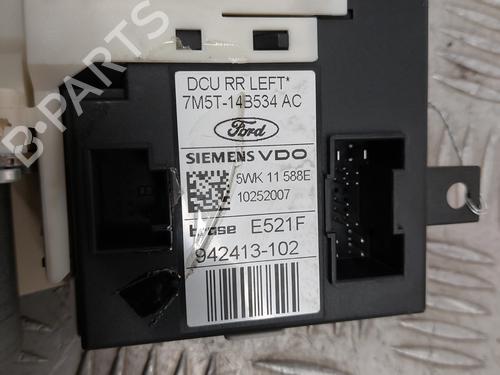 B-PARTS
DCU RR LEFT*
7M5T-14B534 AC
Ford
SIEMENS VDO
5WK 11 588E
10252007
brose E521F
942413-102